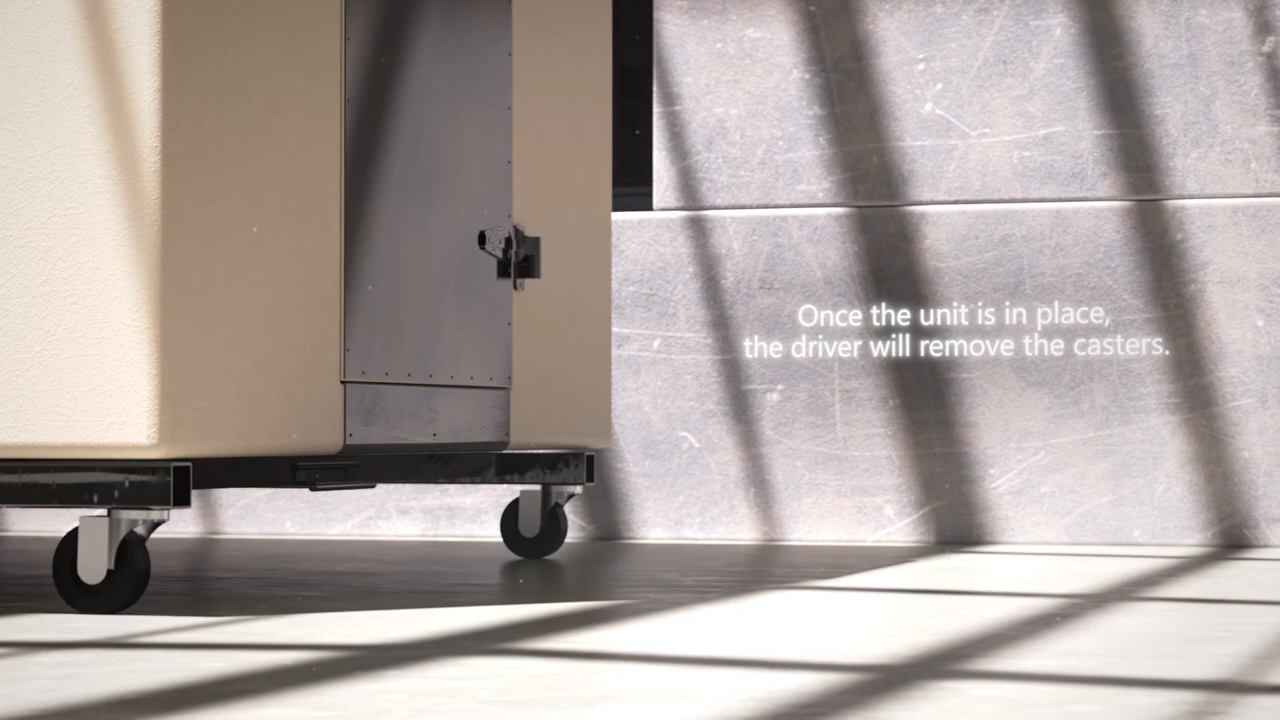 Once the unit is in place,
the driver will remove the casters.